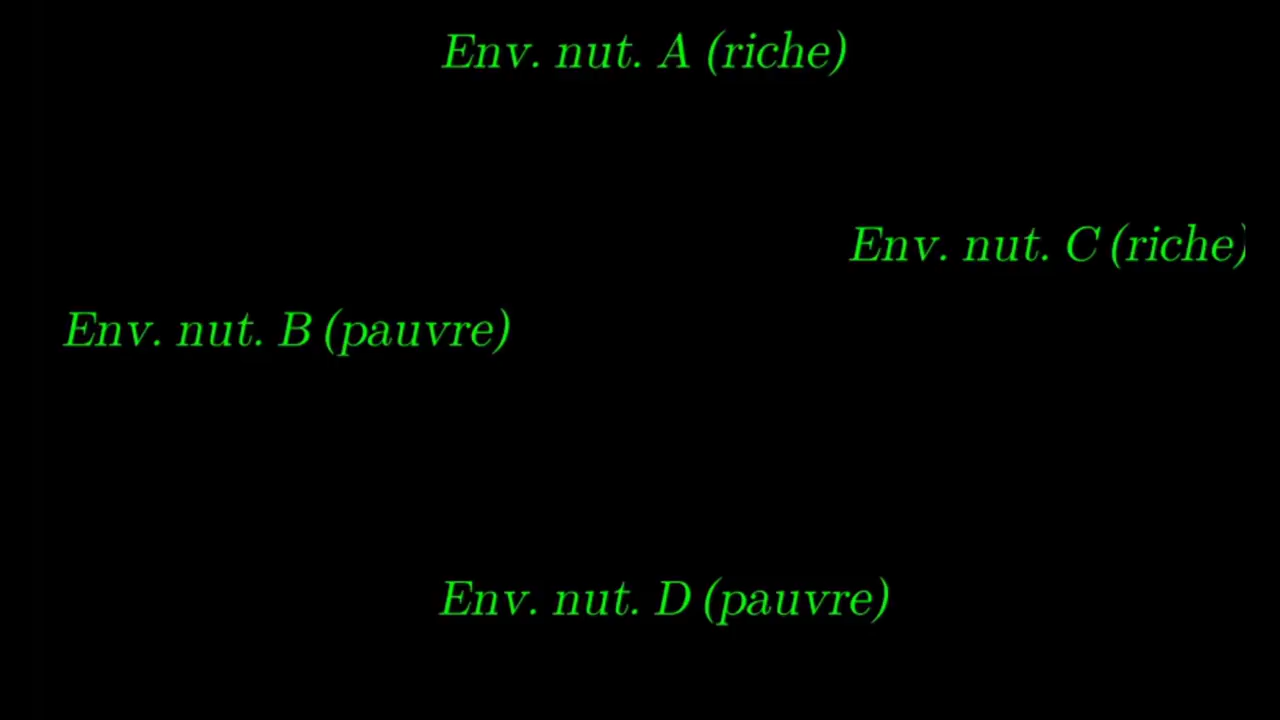 Env. nut. A (riche)
Env. nut. C (riche)
Env. nut. B (pauvre)
Env. nut. D (pauvre)